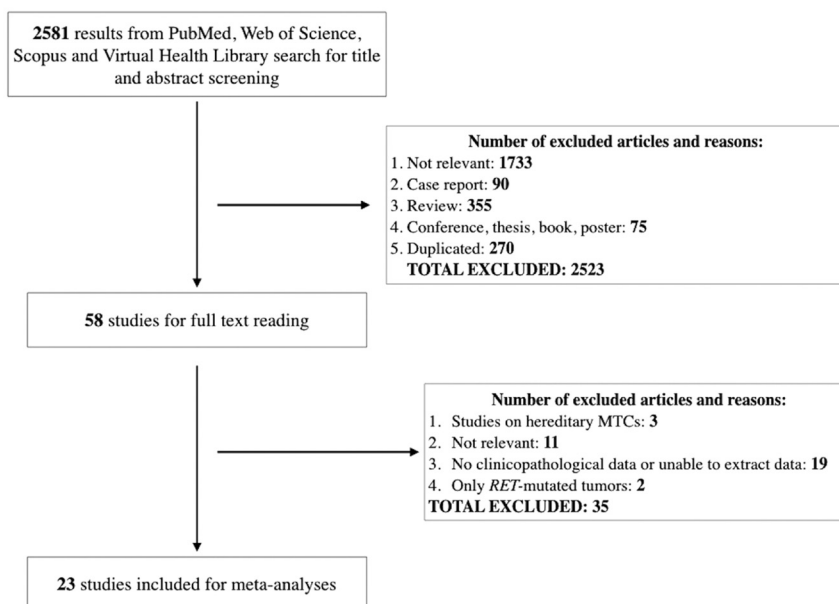 2581 results from PubMed, Web of Science,
Scopus and Virtual Health Library search for title
and abstract screening
Number of excluded articles and reasons:
1. Not relevant: 1733
2. Case report: 90
3. Review: 355
4. Conference, thesis, book, poster: 75
5. Duplicated: 270
TOTAL EXCLUDED: 2523
58 studies for full text reading
Number of excluded articles and reasons:
1. Studies on hereditary MTCs: 3
2. Not relevant: 11
3. No clinicopathological data or unable to extract data: 19
4. Only RET-mutated tumors: 2
TOTAL EXCLUDED: 35
23 studies included for meta-analyses